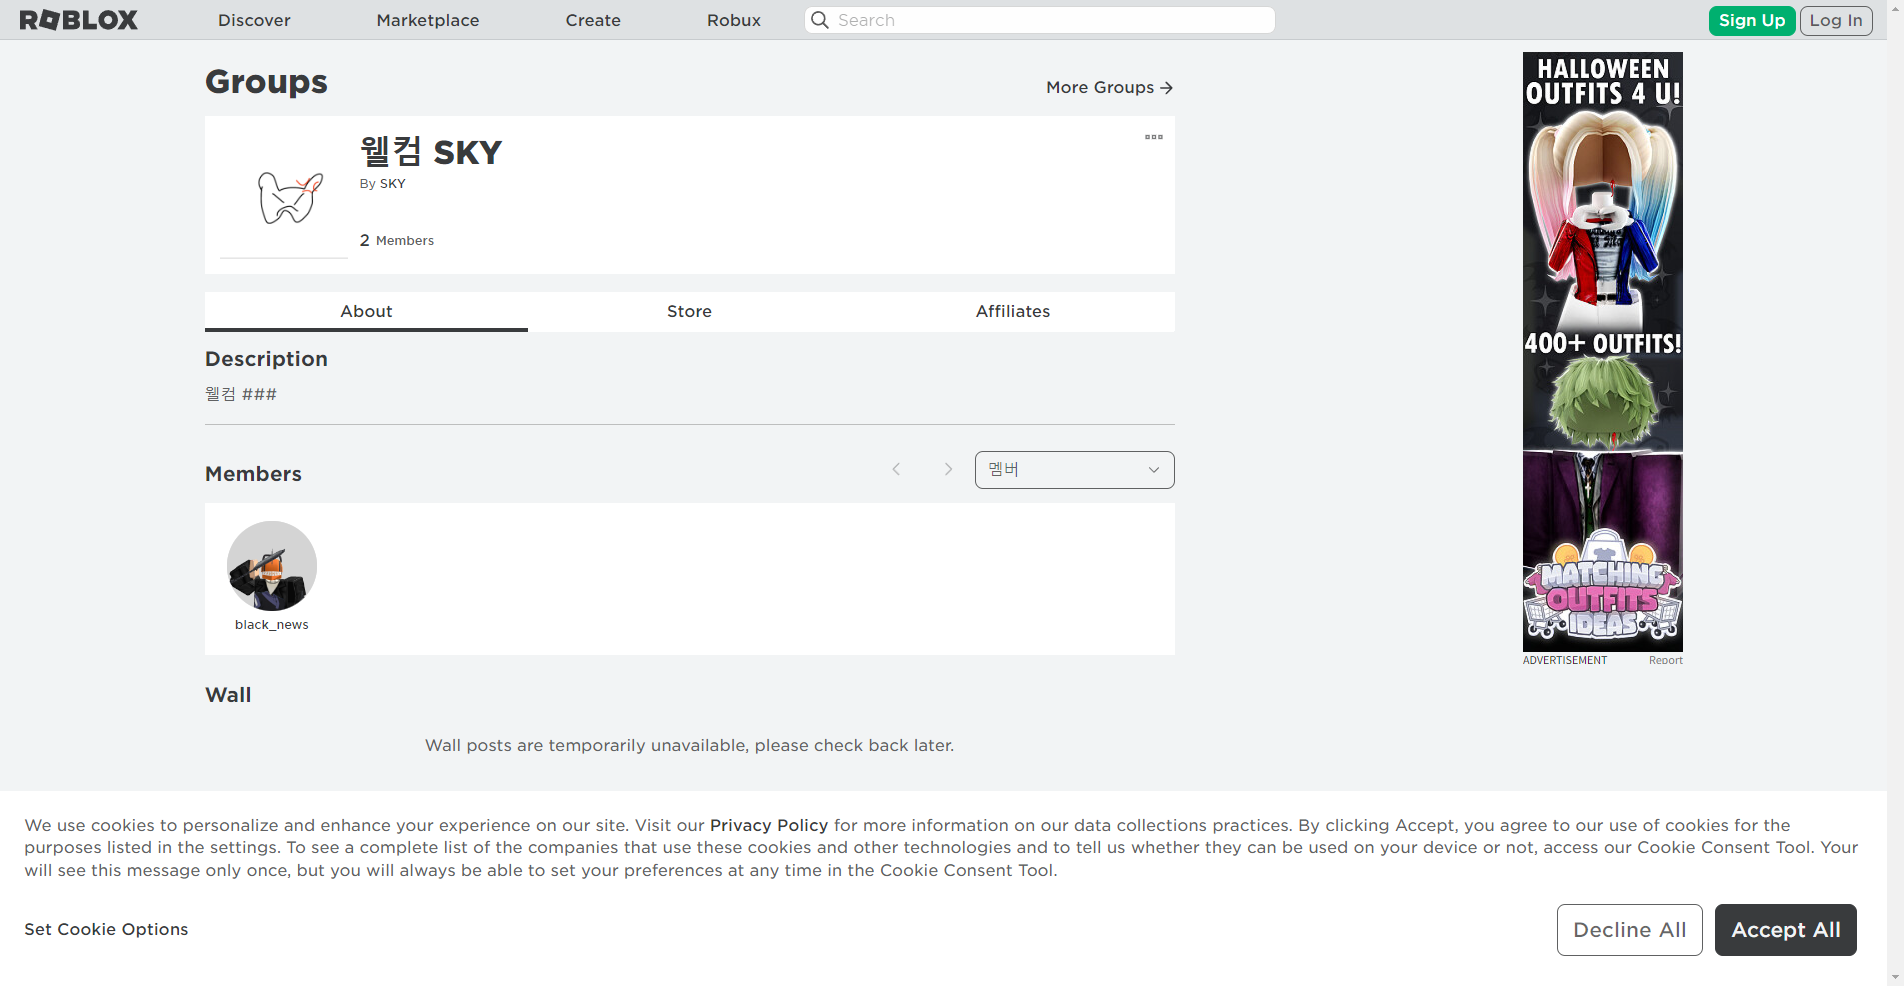 ROBLOX
Discover
Marketplace
Create
Robux
Search
Sign Up
Log In
Groups
More Groups
웰컴 SKY
By SKY
2 Members
About
Store
Affiliates
Description
웰컴 ###
Members
멤버
black_news
Wall
Wall posts are temporarily unavailable, please check back later.
HALLOWEEN
OUTFITS 4 U!
400+ OUTFITS!
MATCHING
OUTFITS
IDEAS
ADVERTISEMENT
Report
We use cookies to personalize and enhance your experience on our site. Visit our Privacy Policy for more information on our data collections practices. By clicking Accept, you agree to our use of cookies for the
purposes listed in the settings. To see a complete list of the companies that use these cookies and other technologies and to tell us whether they can be used on your device or not, access our Cookie Consent Tool. Your
will see this message only once, but you will always be able to set your preferences at any time in the Cookie Consent Tool.
Set Cookie Options
Decline All
Accept All